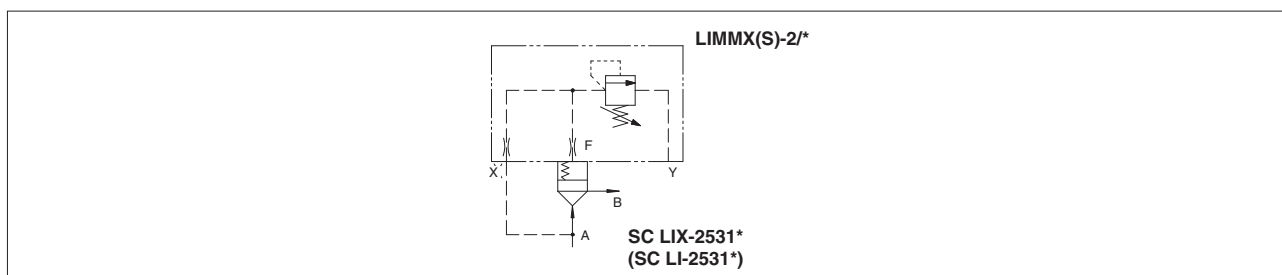 LIMMX(S)-2/*
F
X
Y
B
A
SC LIX-2531*
(SC LI-2531*)